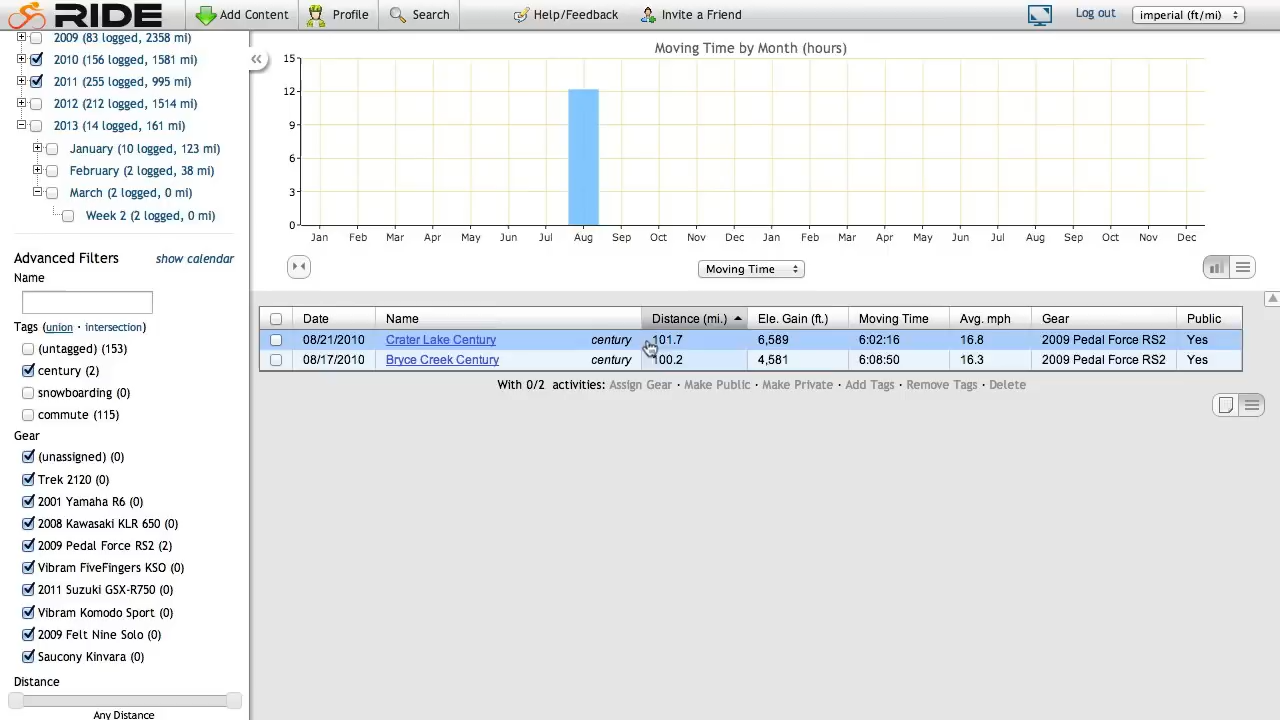 RIDE
Add Content
Profile
Search
Help/Feedback
Invite a Friend
Log out
imperial (ft/mi)
2009 (83 logged, 2358 mi)
2010 (156 logged, 1581 mi)
2011 (255 logged, 995 mi)
2012 (212 logged, 1514 mi)
2013 (14 logged, 161 mi)
January (10 logged, 123 mi)
February (2 logged, 38 mi)
March (2 logged, 0 mi)
Week 2 (2 logged, 0 mi)
Advanced Filters show calendar
Name
Tags (union · intersection)
(untagged) (153)
century (2)
snowboarding (0)
commute (115)
Gear
(unassigned) (0)
Trek 2120 (0)
2001 Yamaha R6 (0)
2008 Kawasaki KLR 650 (0)
2009 Pedal Force RS2 (2)
Vibram FiveFingers KSO (0)
2011 Suzuki GSX-R750 (0)
Vibram Komodo Sport (0)
2009 Felt Nine Solo (0)
Saucony Kinvara (0)
Distance
Any Distance
Moving Time by Month (hours)
15
12
9
6
3
0
Jan Feb Mar Apr May Jun Jul Aug Sep Oct Nov Dec Jan Feb Mar Apr May Jun Jul Aug Sep Oct Nov Dec
Moving Time
Date Name Distance (mi.) Ele. Gain (ft.) Moving Time Avg. mph Gear Public
08/21/2010 Crater Lake Century century 101.7 6,589 6:02:16 16.8 2009 Pedal Force RS2 Yes
08/17/2010 Bryce Creek Century century 100.2 4,581 6:08:50 16.3 2009 Pedal Force RS2 Yes
With 0/2 activities: Assign Gear · Make Public · Make Private · Add Tags · Remove Tags · Delete